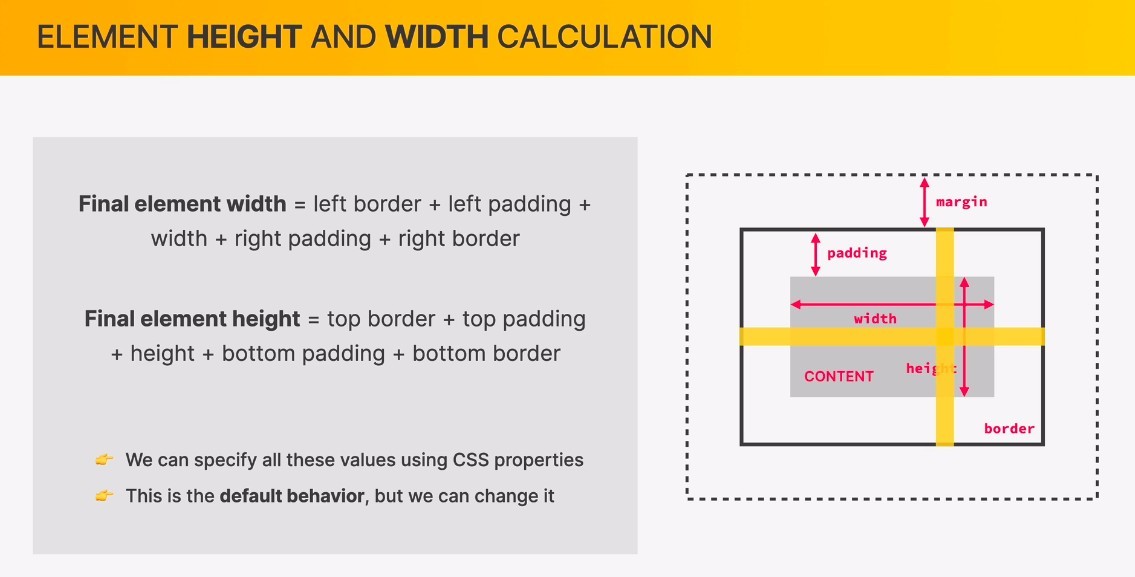 ELEMENT HEIGHT AND WIDTH CALCULATION
Final element width = left border + left padding +
width + right padding + right border
Final element height = top border + top padding
+ height + bottom padding + bottom border
👉 We can specify all these values using CSS properties
👉 This is the default behavior, but we can change it
margin
padding
width
height
CONTENT
border